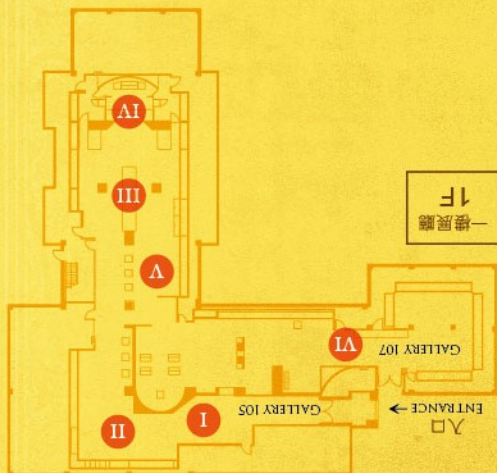 入口
ENTRANCE →
GALLERY 105
I
II
GALLERY 107
VI
V
一樓展廳
1F
III
IV